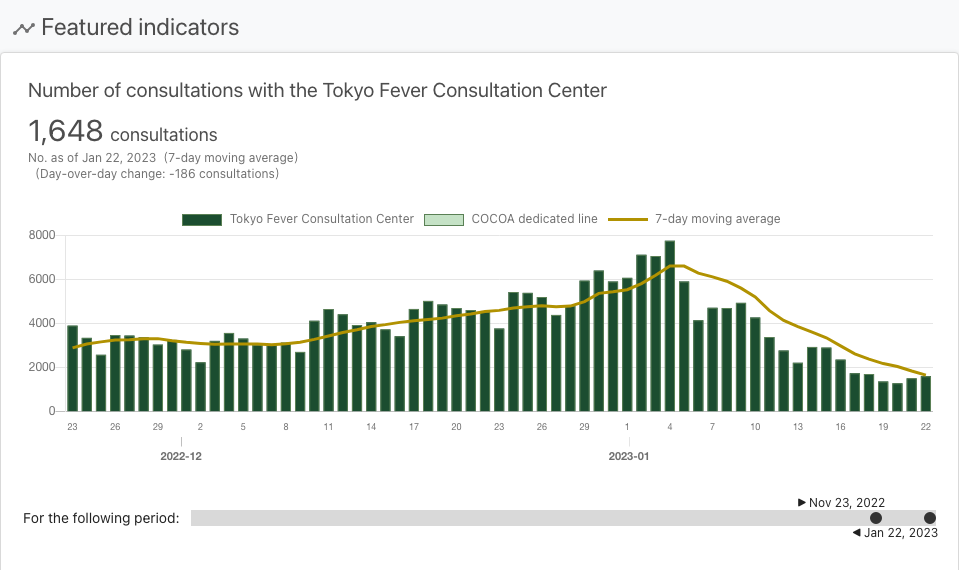 Featured indicators
Number of consultations with the Tokyo Fever Consultation Center
1,648 consultations
No. as of Jan 22, 2023 (7-day moving average)
(Day-over-day change: -186 consultations)
Tokyo Fever Consultation Center COCOA dedicated line 7-day moving average
8000
6000
4000
2000
0
23 26 29 2 5 8 11 14 17 20 23 26 29 1 4 7 10 13 16 19 22
2022-12 2023-01
Nov 23, 2022
For the following period:
Jan 22, 2023